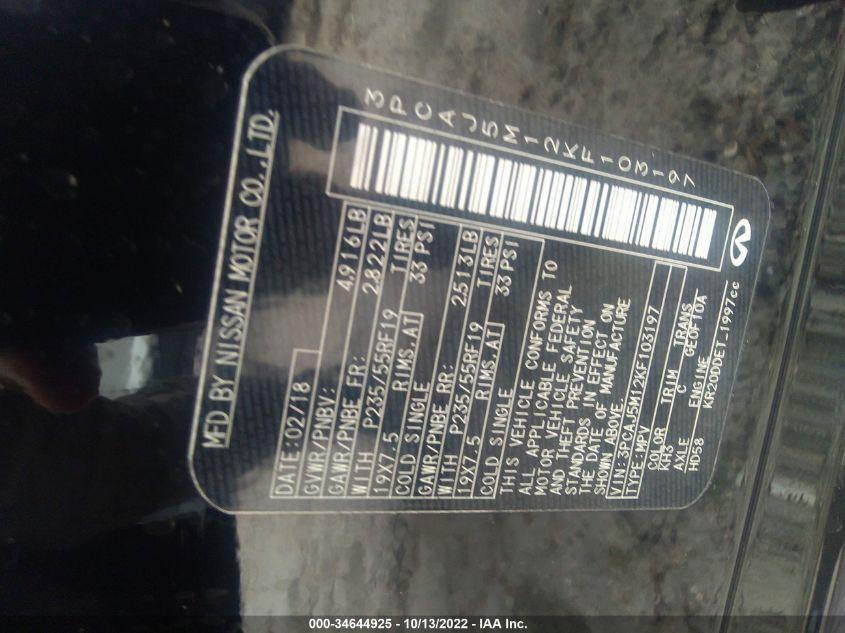 MFD BY NISSAN MOTOR CO.,LTD.
DATE:02/18
GVWR/PNBV: 4916LB
GAWR/PNBE FR: 2822LB
WITH P235/55RF19 TIRES
19X7.5 RIMS.AT 33 PSI
COLD SINGLE
GAWR/PNBE RR: 2513LB
WITH P235/55RF19 TIRES
19X7.5 RIMS.AT 33 PSI
COLD SINGLE
THIS VEHICLE CONFORMS TO
ALL APPLICABLE FEDERAL
MOTOR VEHICLE SAFETY
AND THEFT PREVENTION
STANDARDS IN EFFECT ON
THE DATE OF MANUFACTURE
SHOWN ABOVE.
VIN:3PCAJ5M12KF103197
TYPE:MPV
COLOR TRIM TRANS
KH3 C GEOF10A
AXLE ENGINE
HD58 KR20DDET 1997cc
3PCAJ5M12KF103197
000-34644925 - 10/13/2022 - IAA Inc.